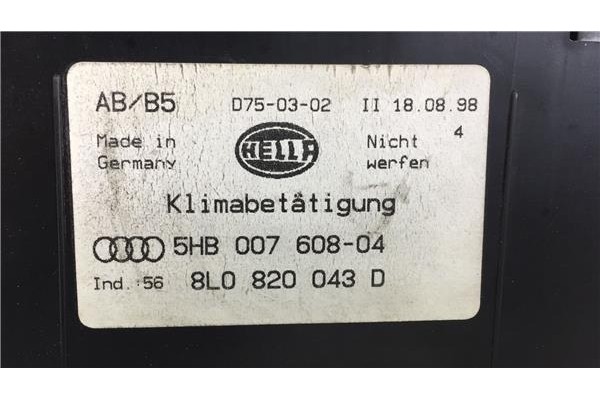 AB/B5 D75-03-02 II 18.08.98
Made in Germany HELLA Nicht werfen 4
Klimabetätigung
5HB 007 608-04
Ind. :56 8L0 820 043 D